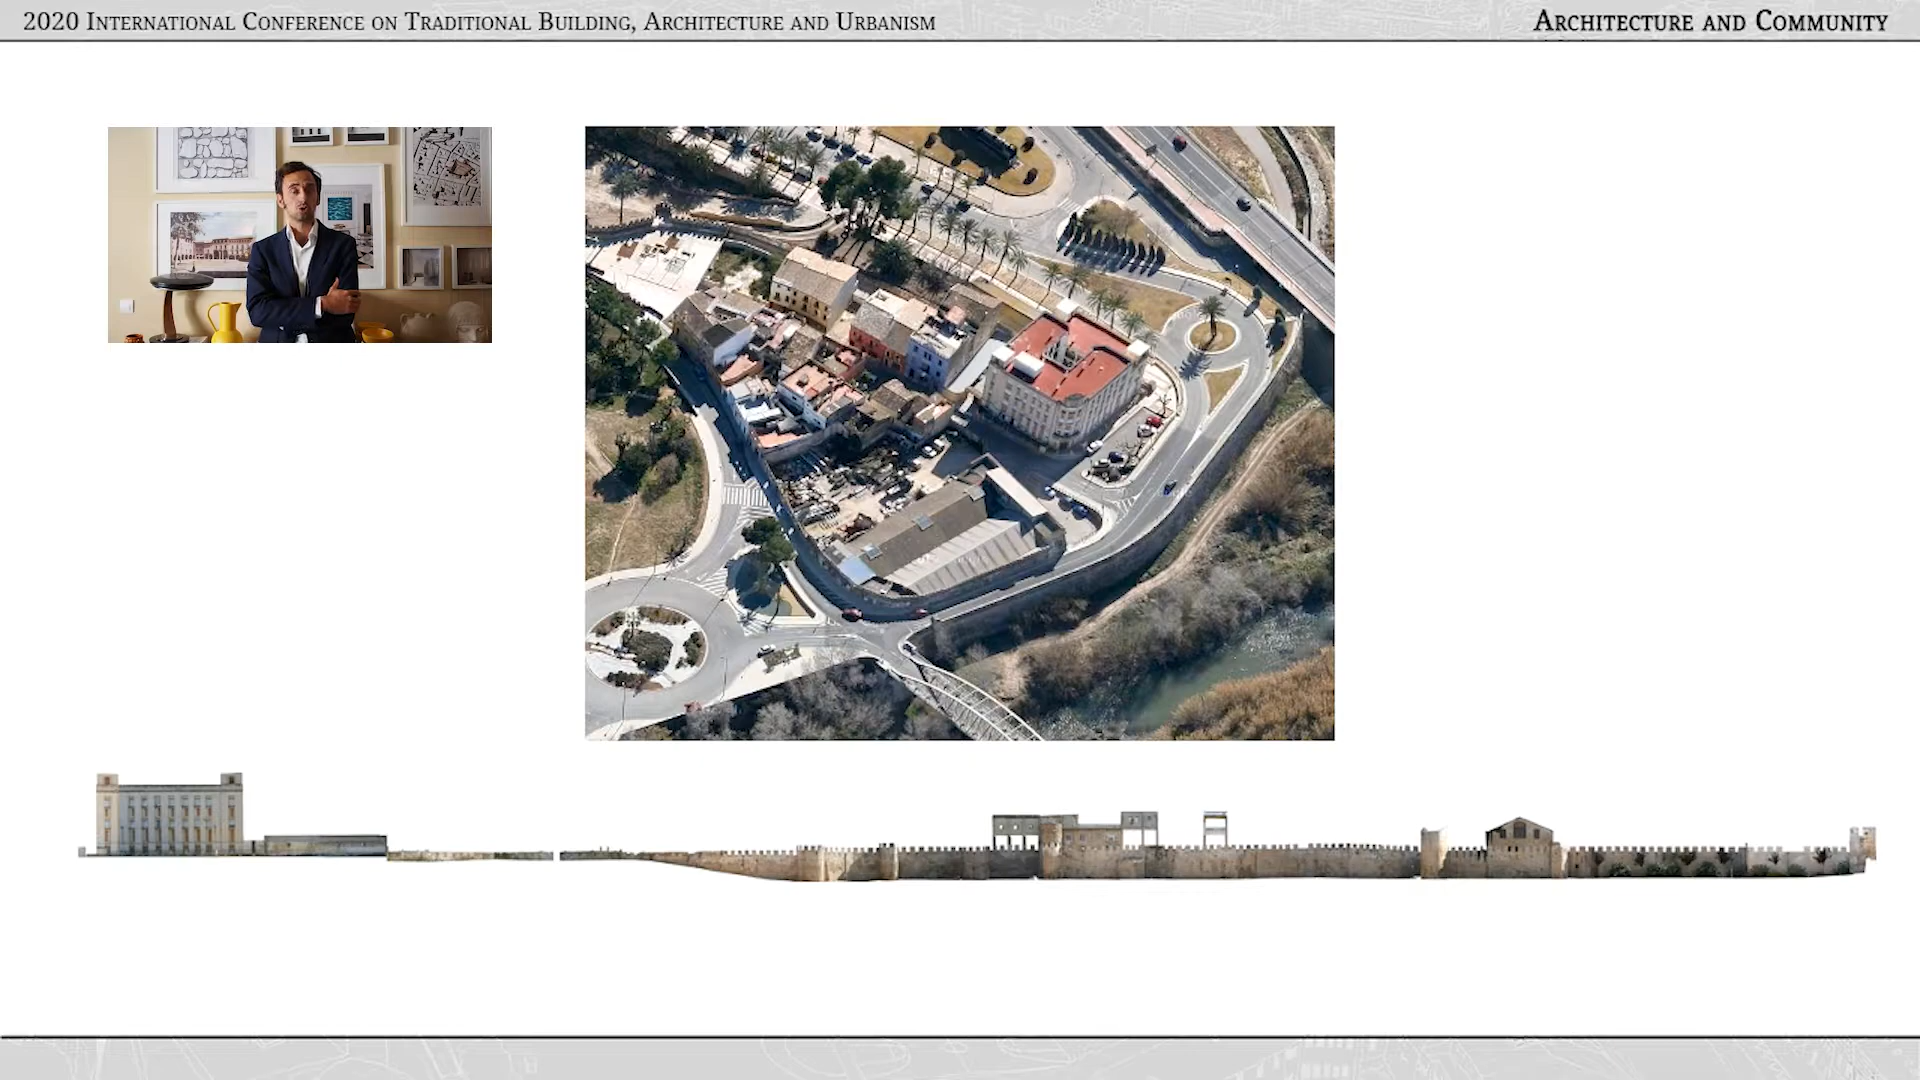 2020 International Conference on Traditional Building, Architecture and Urbanism
Architecture and Community